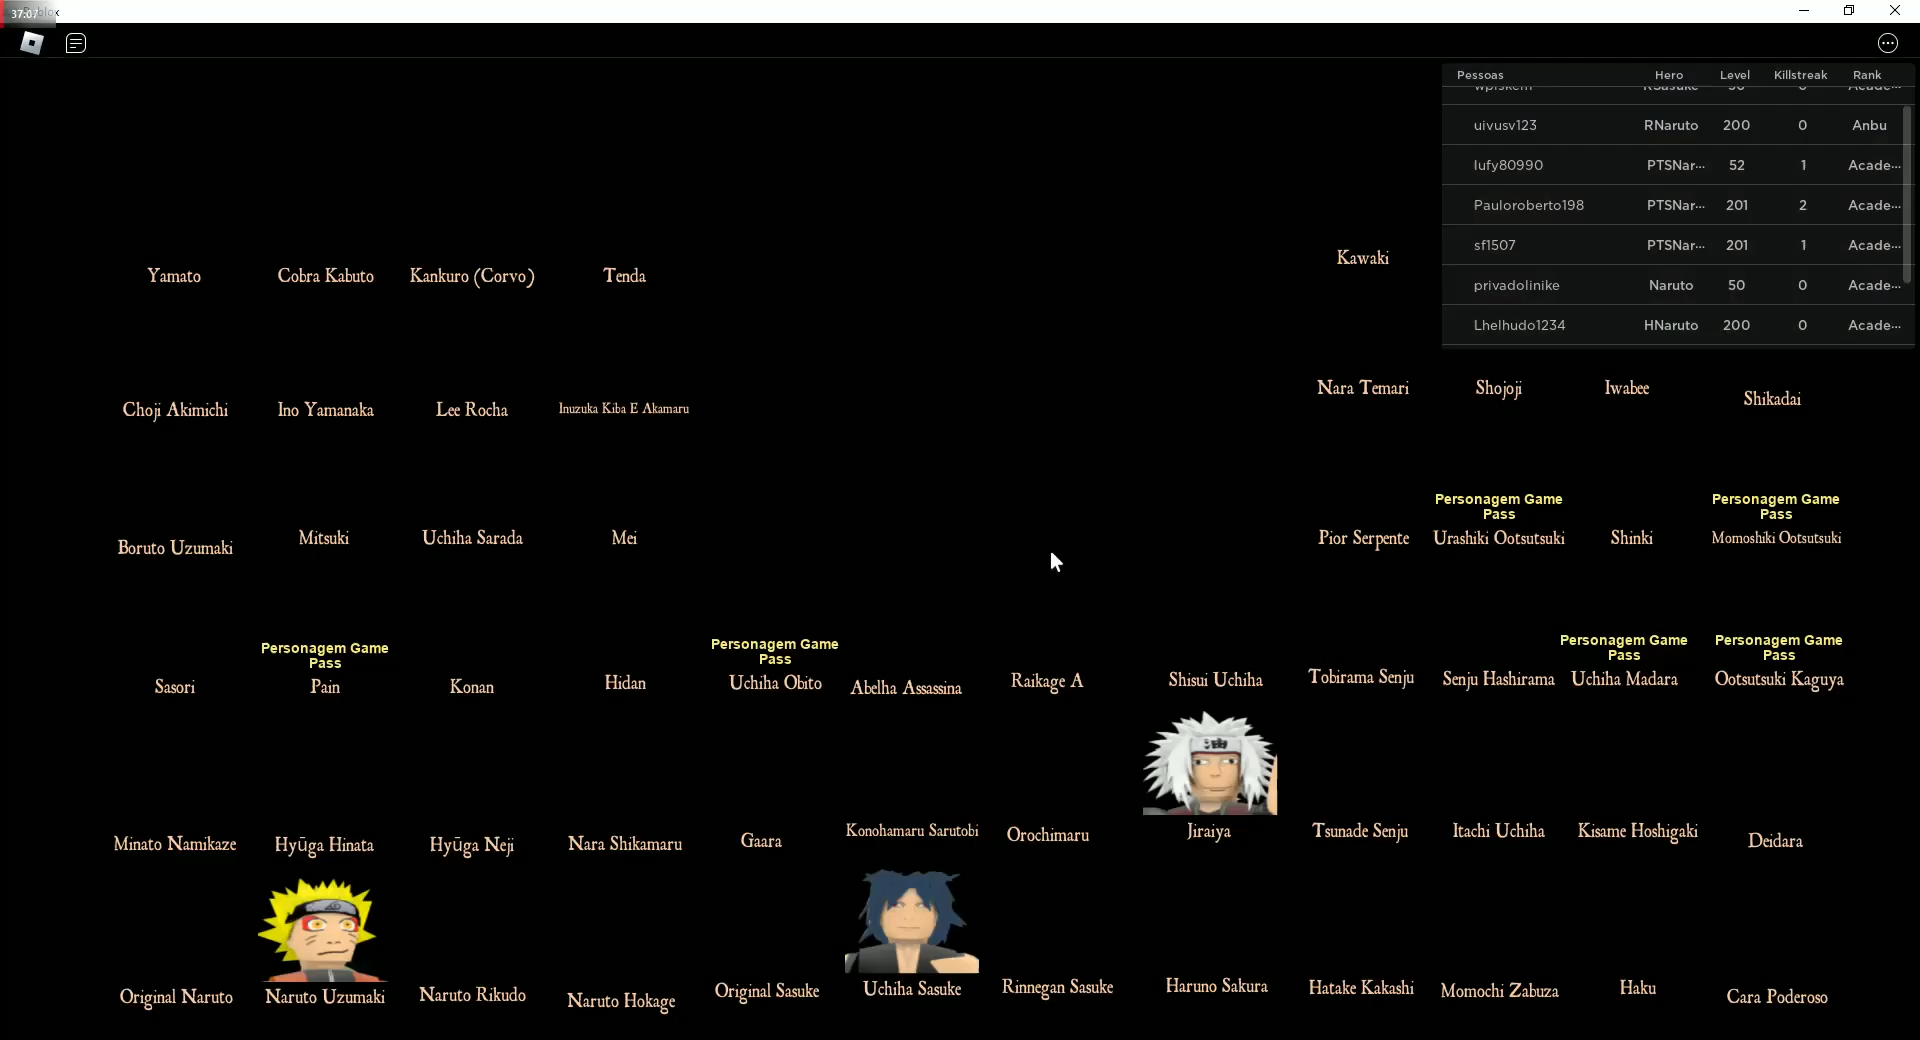 37:07
Pessoas Hero Level Killstreak Rank
uivusv123 RNaruto 200 0 Anbu
lufy80990 PTSNar... 52 1 Acade...
Pauloroberto198 PTSNar... 201 2 Acade...
sf1507 PTSNar... 201 1 Acade...
privadolinike Naruto 50 0 Acade...
Lhelhudo1234 HNaruto 200 0 Acade...
Yamato Cobra Kabuto Kankuro (Corvo) Tenda Kawaki
Choji Akimichi Ino Yamanaka Lee Rocha Inuzuka Kiba E Akamaru Nara Temari Shojoji Iwabee Shikadai
Personagem Game
Pass
Personagem Game
Pass
Boruto Uzumaki Mitsuki Uchiha Sarada Mei Pior Serpente Urashiki Ootsutsuki Shinki Momoshiki Ootsutsuki
Personagem Game
Pass
Personagem Game
Pass
Personagem Game
Pass
Personagem Game
Pass
Sasori Pain Konan Hidan Uchiha Obito Abelha Assassina Raikage A Shisui Uchiha Tobirama Senju Senju Hashirama Uchiha Madara Ootsutsuki Kaguya
油
Minato Namikaze Hyūga Hinata Hyūga Neji Nara Shikamaru Gaara Konohamaru Sarutobi Orochimaru Jiraiya Tsunade Senju Itachi Uchiha Kisame Hoshigaki Deidara
Original Naruto Naruto Uzumaki Naruto Rikudo Naruto Hokage Original Sasuke Uchiha Sasuke Rinnegan Sasuke Haruno Sakura Hatake Kakashi Momochi Zabuza Haku Cara Poderoso